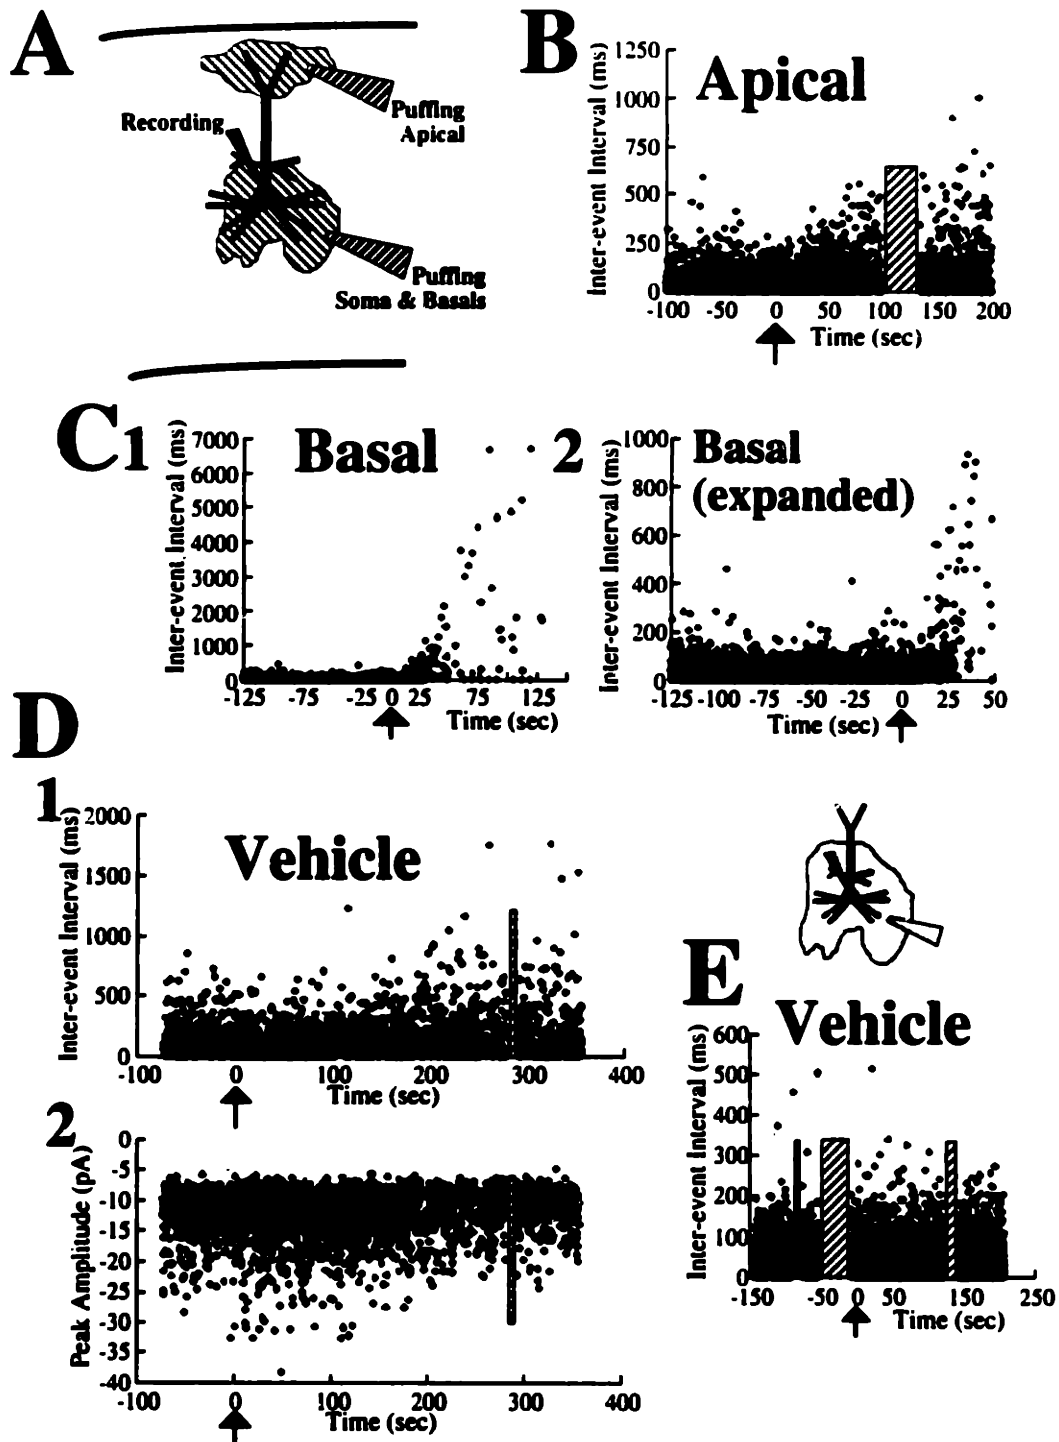 A
Recording
Puffing
Apical
Puffing
Soma & Basals
B
Apical
Inter-event Interval (ms)
1250
1000
750
500
250
0
-100 -50 0 50 100 150 200
Time (sec)
C1
Basal
Inter-event Interval (ms)
7000
6000
5000
4000
3000
2000
1000
0
-125 -75 -25 0 25 75 125
Time (sec)
2
Basal
(expanded)
Inter-event Interval (ms)
1000
800
600
400
200
0
-125 -100 -75 -50 -25 0 25 50
Time (sec)
D
1
Vehicle
Inter-event Interval (ms)
2000
1500
1000
500
0
-100 0 100 200 300 400
Time (sec)
2
Peak Amplitude (pA)
0
-5
-10
-15
-20
-25
-30
-35
-40
-100 0 100 200 300 400
Time (sec)
E
Vehicle
Inter-event Interval (ms)
600
500
400
300
200
100
0
-150 -50 0 50 150 250
Time (sec)